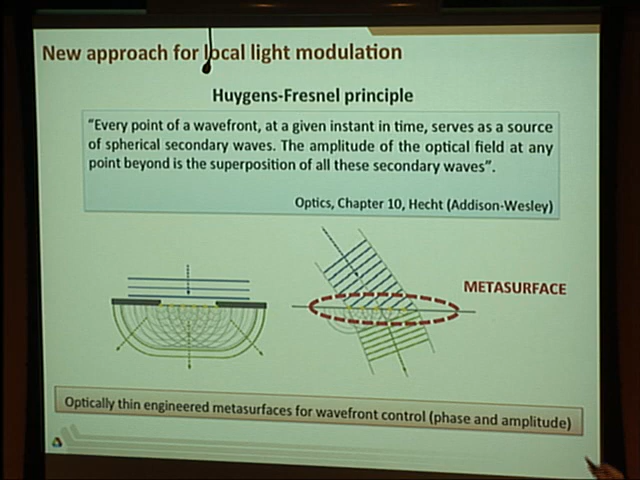 New approach for local light modulation
Huygens-Fresnel principle
“Every point of a wavefront, at a given instant in time, serves as a source
of spherical secondary waves. The amplitude of the optical field at any
point beyond is the superposition of all these secondary waves”.
Optics, Chapter 10, Hecht (Addison-Wesley)
METASURFACE
Optically thin engineered metasurfaces for wavefront control (phase and amplitude)